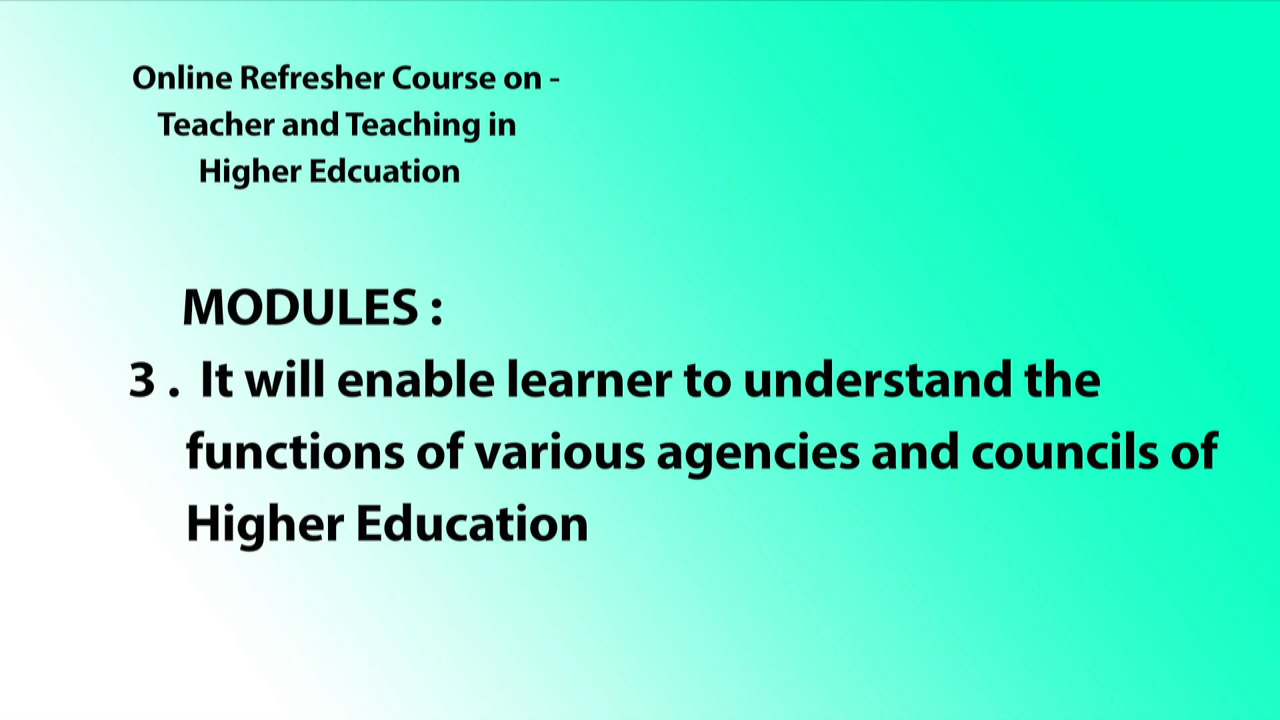 Online Refresher Course on -
Teacher and Teaching in
Higher Edcuation
MODULES :
3 . It will enable learner to understand the
functions of various agencies and councils of
Higher Education